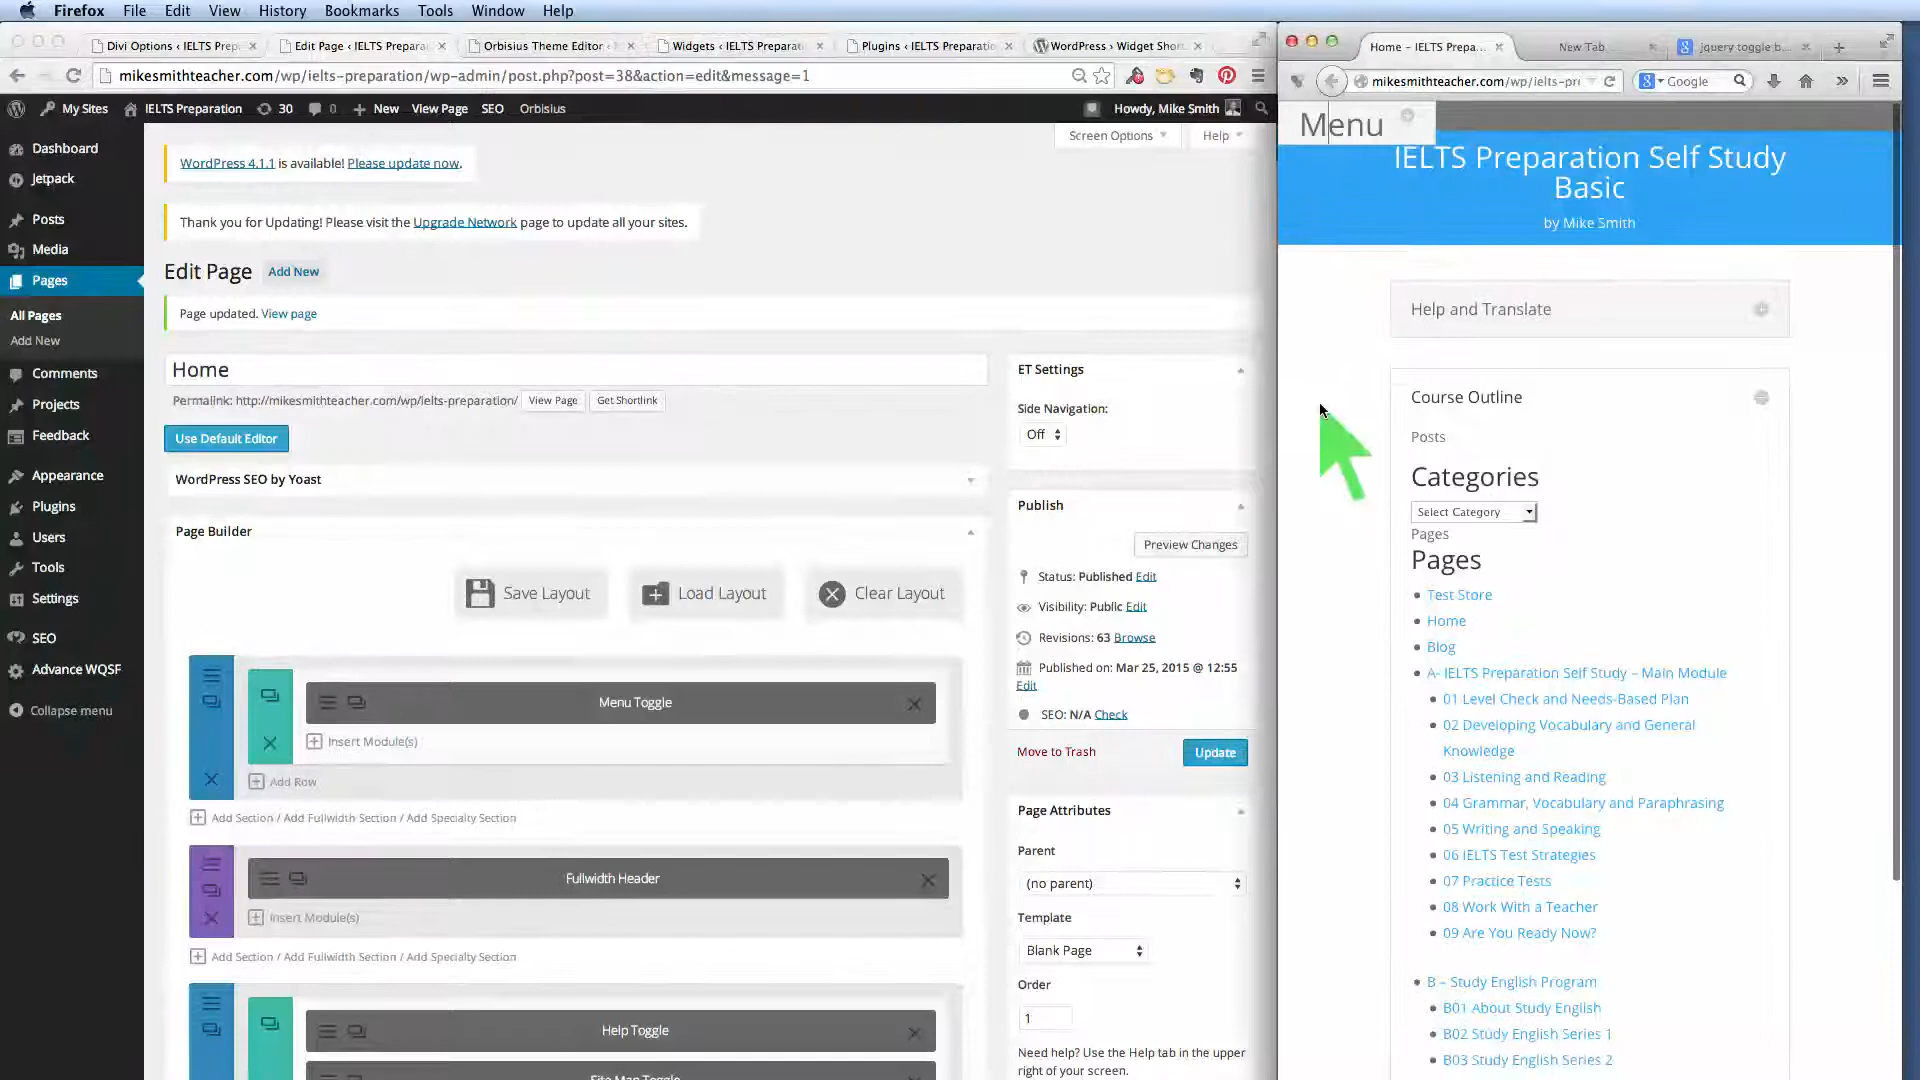 Firefox File Edit View History Bookmarks Tools Window Help
Divi Options ‹ IELTS Prep
Edit Page ‹ IELTS Prepara
Orbisius Theme Editor ‹
Widgets ‹ IELTS Preparat
Plugins ‹ IELTS Preparatio
WordPress › Widget Shor
mikesmithteacher.com/wp/ielts-preparation/wp-admin/post.php?post=38&action=edit&message=1
My Sites IELTS Preparation 30 0 New View Page SEO Orbisius Howdy, Mike Smith
Screen Options Help
Dashboard
Jetpack
Posts
Media
Pages
All Pages
Add New
Comments
Projects
Feedback
Appearance
Plugins
Users
Tools
Settings
SEO
Advance WQSF
Collapse menu
WordPress 4.1.1 is available! Please update now.
Thank you for Updating! Please visit the Upgrade Network page to update all your sites.
Edit Page Add New
Page updated. View page
Home
Permalink: http://mikesmithteacher.com/wp/ielts-preparation/ View Page Get Shortlink
Use Default Editor
WordPress SEO by Yoast
Page Builder
Save Layout Load Layout Clear Layout
Menu Toggle
Insert Module(s)
Add Row
Add Section / Add Fullwidth Section / Add Specialty Section
Fullwidth Header
Insert Module(s)
Add Section / Add Fullwidth Section / Add Specialty Section
Help Toggle
Site Map Toggle
ET Settings
Side Navigation:
Off
Publish
Preview Changes
Status: Published Edit
Visibility: Public Edit
Revisions: 63 Browse
Published on: Mar 25, 2015 @ 12:55
Edit
SEO: N/A Check
Move to Trash Update
Page Attributes
Parent
(no parent)
Template
Blank Page
Order
1
Need help? Use the Help tab in the upper
right of your screen.
Home – IELTS Prepa...
New Tab
jquery toggle b...
mikesmithteacher.com/wp/ielts-pr
Google
Menu
IELTS Preparation Self Study
Basic
by Mike Smith
Help and Translate
Course Outline
Posts
Categories
Select Category
Pages
Pages
Test Store
Home
Blog
A- IELTS Preparation Self Study – Main Module
01 Level Check and Needs-Based Plan
02 Developing Vocabulary and General
Knowledge
03 Listening and Reading
04 Grammar, Vocabulary and Paraphrasing
05 Writing and Speaking
06 IELTS Test Strategies
07 Practice Tests
08 Work With a Teacher
09 Are You Ready Now?
B – Study English Program
B01 About Study English
B02 Study English Series 1
B03 Study English Series 2